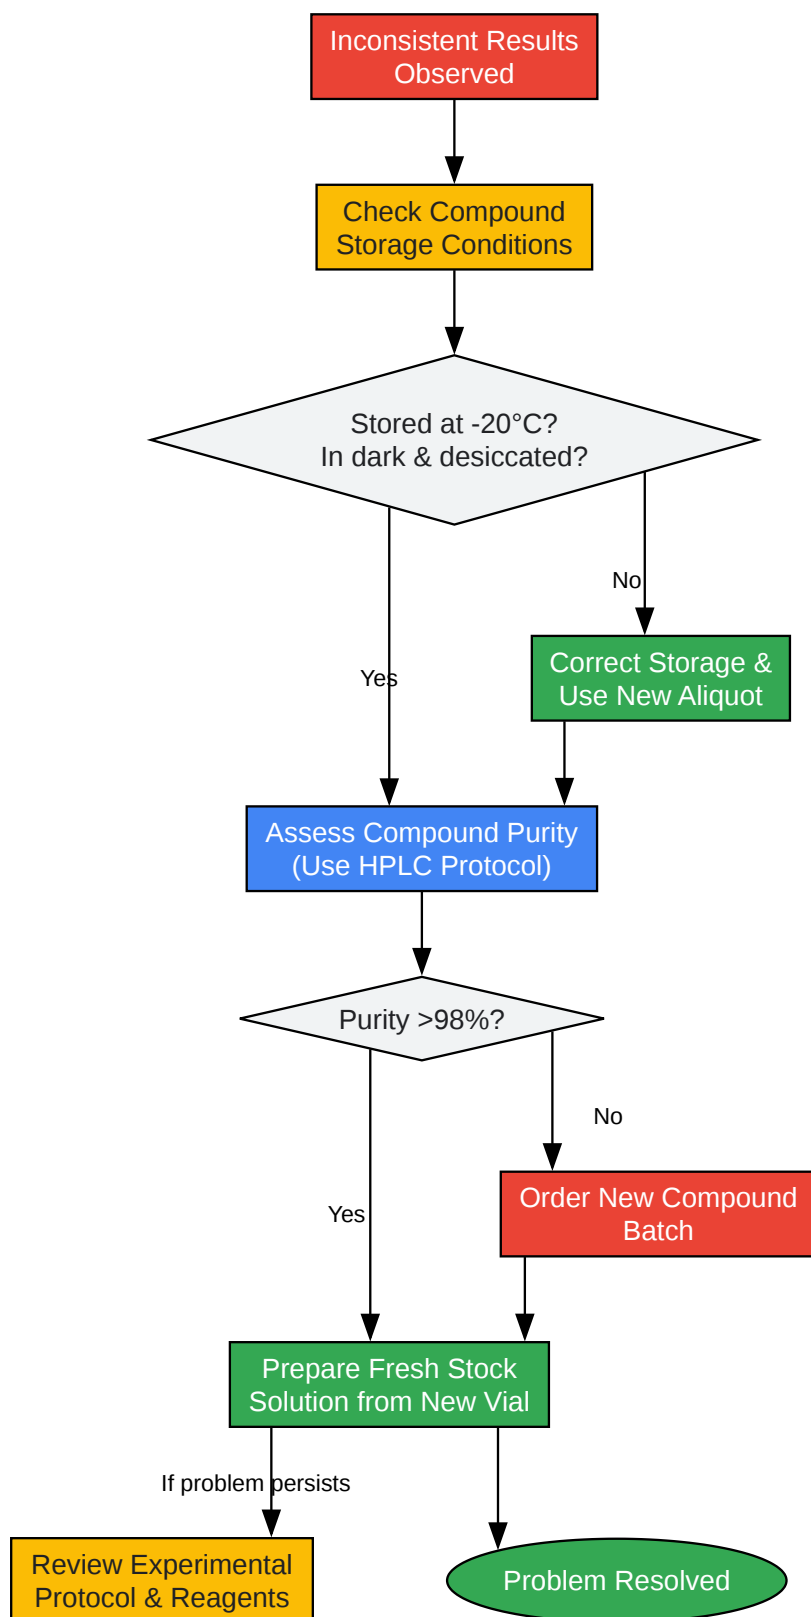 Inconsistent Results
Observed
Check Compound
Storage Conditions
Stored at -20°C?
In dark & desiccated?
No
Correct Storage &
Use New Aliquot
Yes
Assess Compound Purity
(Use HPLC Protocol)
Purity >98%?
No
Order New Compound
Batch
Yes
Prepare Fresh Stock
Solution from New Vial
If problem persists
Review Experimental
Protocol & Reagents
Problem Resolved